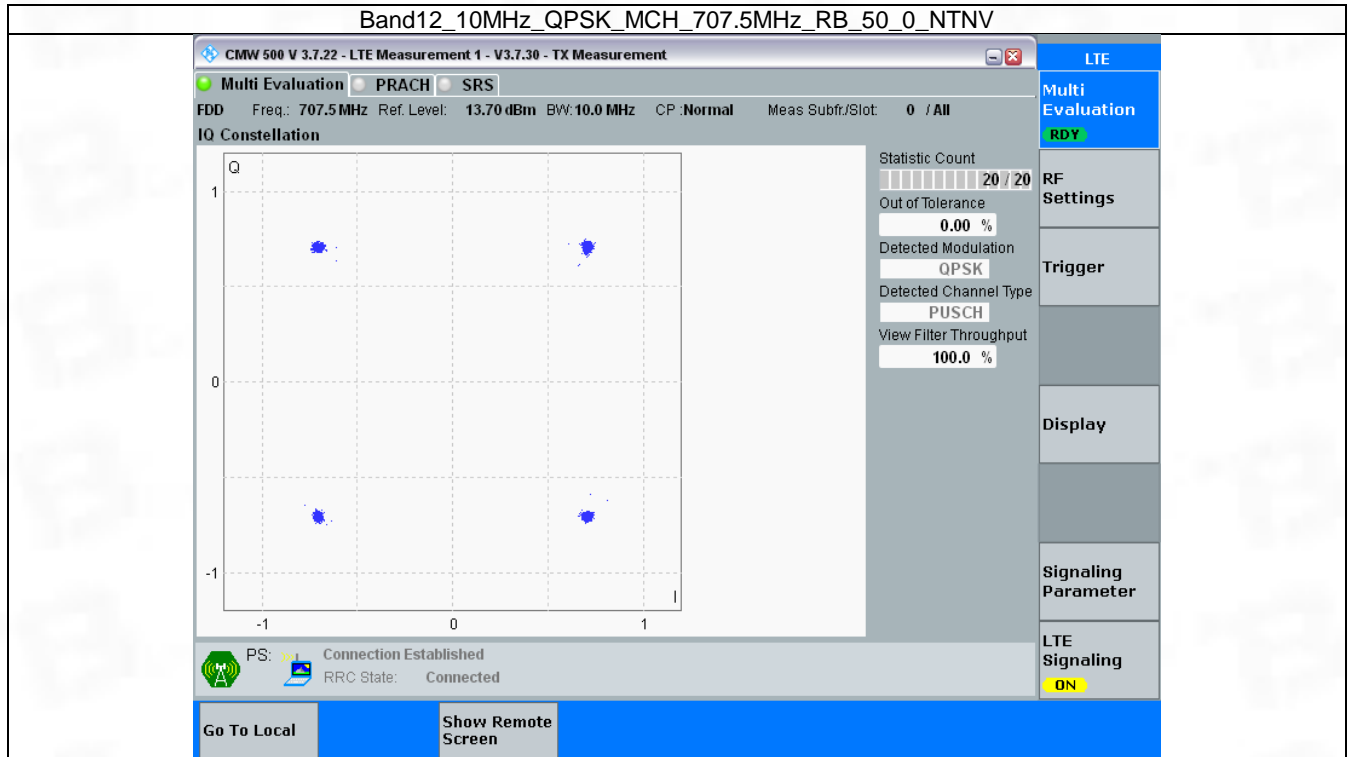 Band12_10MHz_QPSK_MCH_707.5MHz_RB_50_0_NTNV
CMW 500 V 3.7.22 - LTE Measurement 1 - V3.7.30 - TX Measurement
LTE
Multi Evaluation PRACH SRS
FDD Freq.: 707.5 MHz Ref. Level: 13.70 dBm BW: 10.0 MHz CP :Normal Meas Subfr./Slot: 0 / All
IQ Constellation
Q
1
0
-1
-1 0 1
I
Statistic Count
20 / 20
Out of Tolerance
0.00 %
Detected Modulation
QPSK
Detected Channel Type
PUSCH
View Filter Throughput
100.0 %
Multi
Evaluation
RDY
RF
Settings
Trigger
Display
Signaling
Parameter
LTE
Signaling
ON
PS: Connection Established
RRC State: Connected
Go To Local
Show Remote
Screen